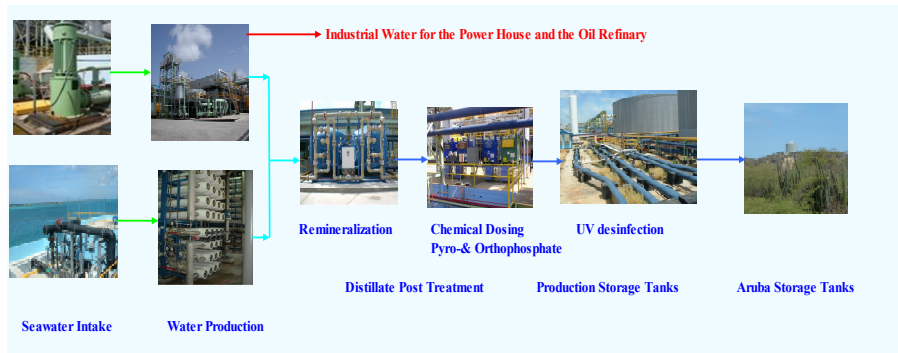 Industrial Water for the Power House and the Oil Refinary
Remineralization
Chemical Dosing
Pyro-& Orthophosphate
UV desinfection
Distillate Post Treatment
Production Storage Tanks
Aruba Storage Tanks
Seawater Intake
Water Production